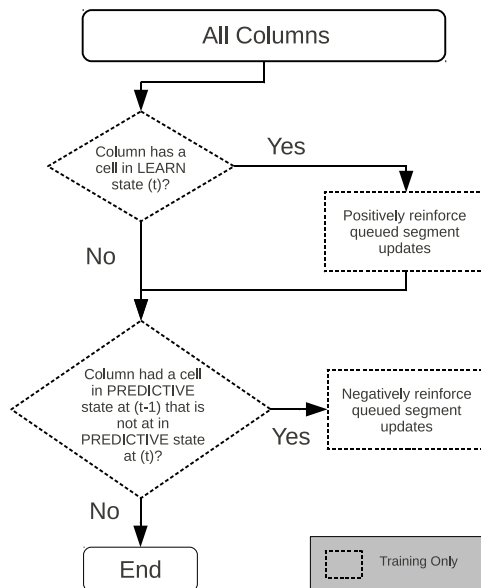 All Columns
Column has a
cell in LEARN
state (t)?
Yes
Positively reinforce
queued segment
updates
No
Column had a cell
in PREDICTIVE
state at (t-1) that is
not at in
PREDICTIVE state
at (t)?
Yes
Negatively reinforce
queued segment
updates
No
End
Training Only